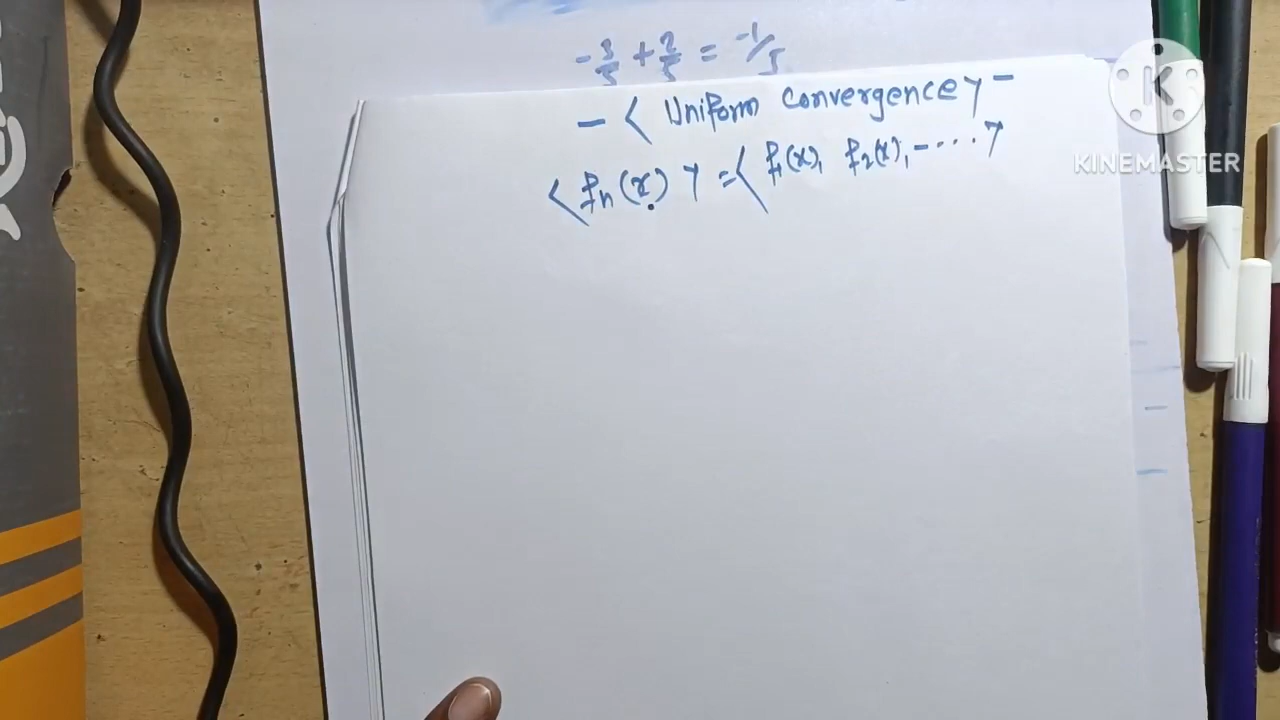 -3/5 + 2/5 = -1/5
- < Uniform convergence > -
< fn(x) > = < f1(x), f2(x), - .... >
KINEMASTER